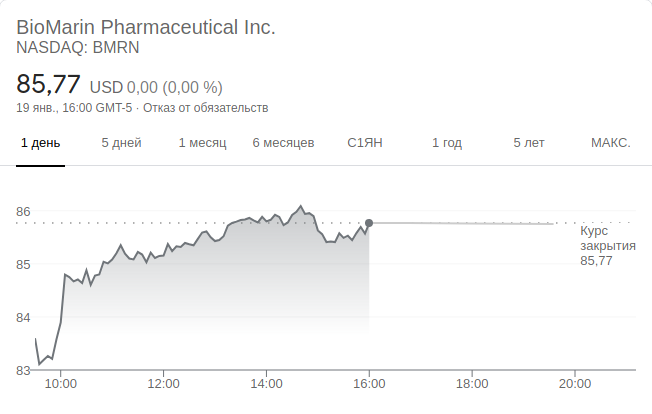 BioMarin Pharmaceutical Inc.
NASDAQ: BMRN
85,77 USD 0,00 (0,00 %)
19 янв., 16:00 GMT-5 · Отказ от обязательств
1 день 5 дней 1 месяц 6 месяцев С1ЯН 1 год 5 лет МАКС.
86
Курс
закрытия
85,77
85
84
83
10:00 12:00 14:00 16:00 18:00 20:00